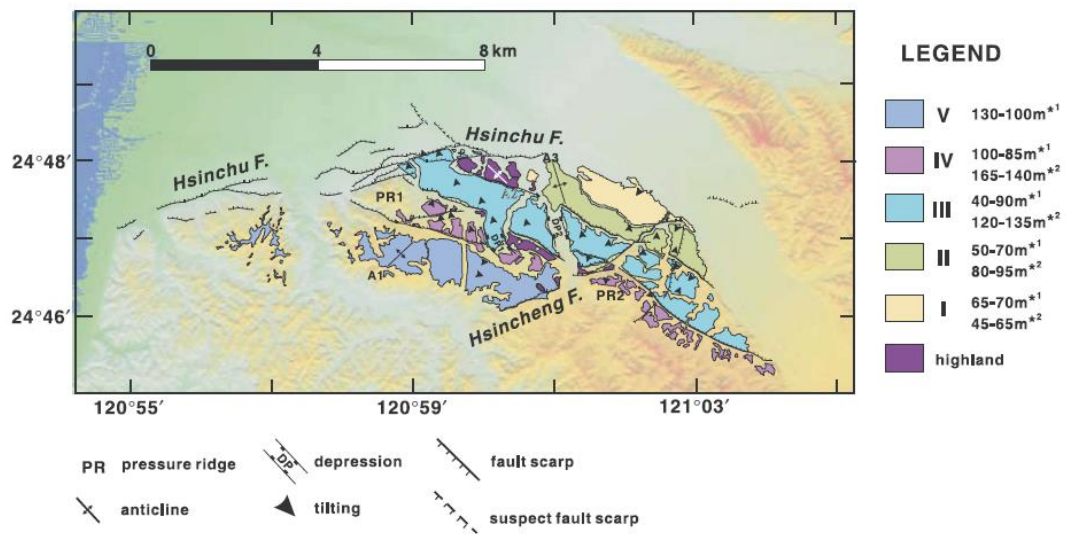 0 4 8 km
LEGEND
V 130-100m*1
IV 100-85m*1
165-140m*2
III 40-90m*1
120-135m*2
II 50-70m*1
80-95m*2
I 65-70m*1
45-65m*2
highland
24°48′
24°46′
Hsinchu F.
Hsinchu F.
A3
PR1
DP
A1
PR2
Hsincheng F.
120°55′ 120°59′ 121°03′
PR pressure ridge
DP depression
fault scarp
anticline
tilting
suspect fault scarp